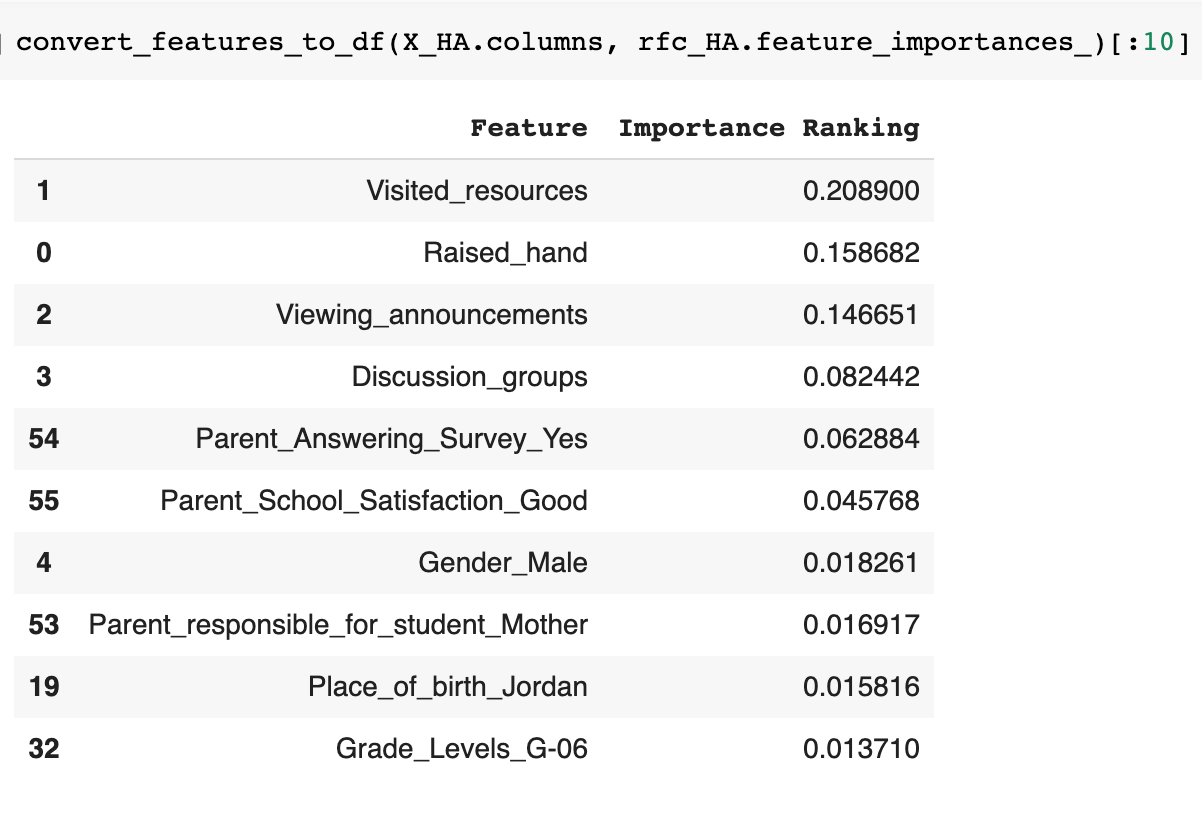 convert_features_to_df(X_HA.columns, rfc_HA.feature_importances_)[:10]
Feature Importance Ranking
1 Visited_resources 0.208900
0 Raised_hand 0.158682
2 Viewing_announcements 0.146651
3 Discussion_groups 0.082442
54 Parent_Answering_Survey_Yes 0.062884
55 Parent_School_Satisfaction_Good 0.045768
4 Gender_Male 0.018261
53 Parent_responsible_for_student_Mother 0.016917
19 Place_of_birth_Jordan 0.015816
32 Grade_Levels_G-06 0.013710